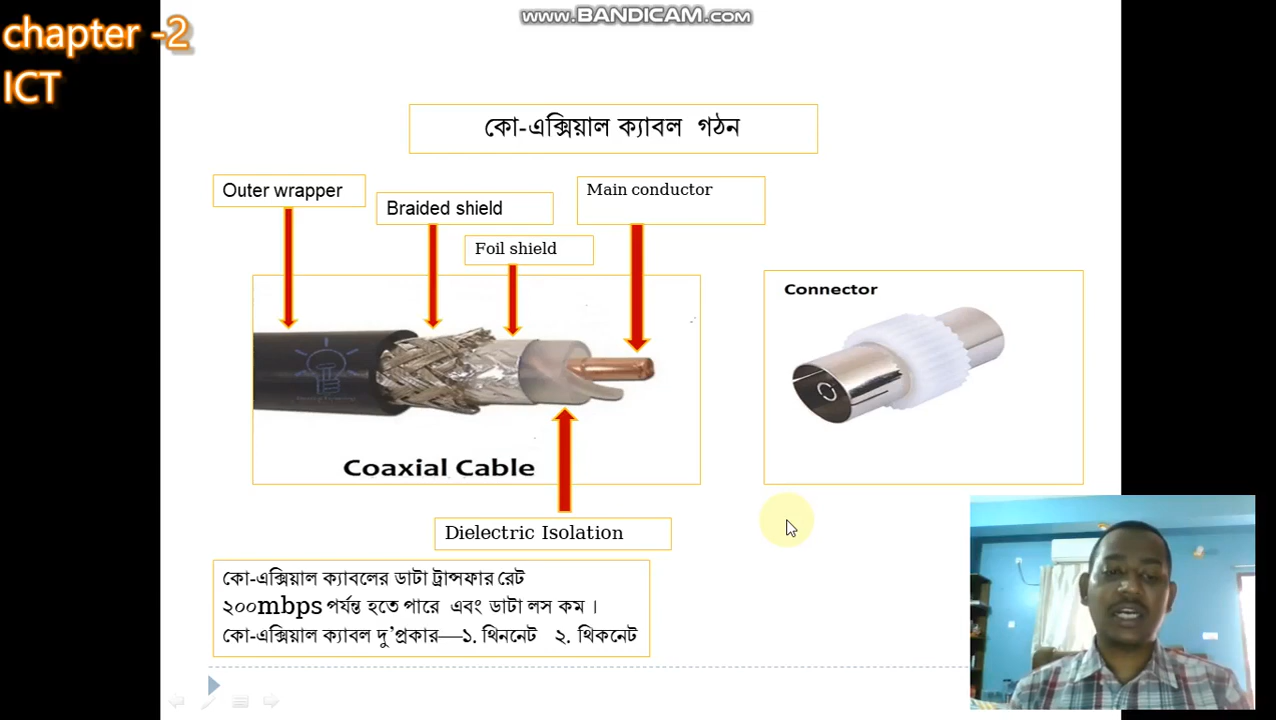 www.BANDICAM.com
chapter -2
ICT
কো-এক্সিয়াল ক্যাবল গঠন
Outer wrapper
Braided shield
Main conductor
Foil shield
Connector
Coaxial Cable
Dielectric Isolation
কো-এক্সিয়াল ক্যাবলের ডাটা ট্রান্সফার রেট
২০০mbps পর্যন্ত হতে পারে এবং ডাটা লস কম।
কো-এক্সিয়াল ক্যাবল দু'প্রকার—১. থিননেট ২. থিকনেট